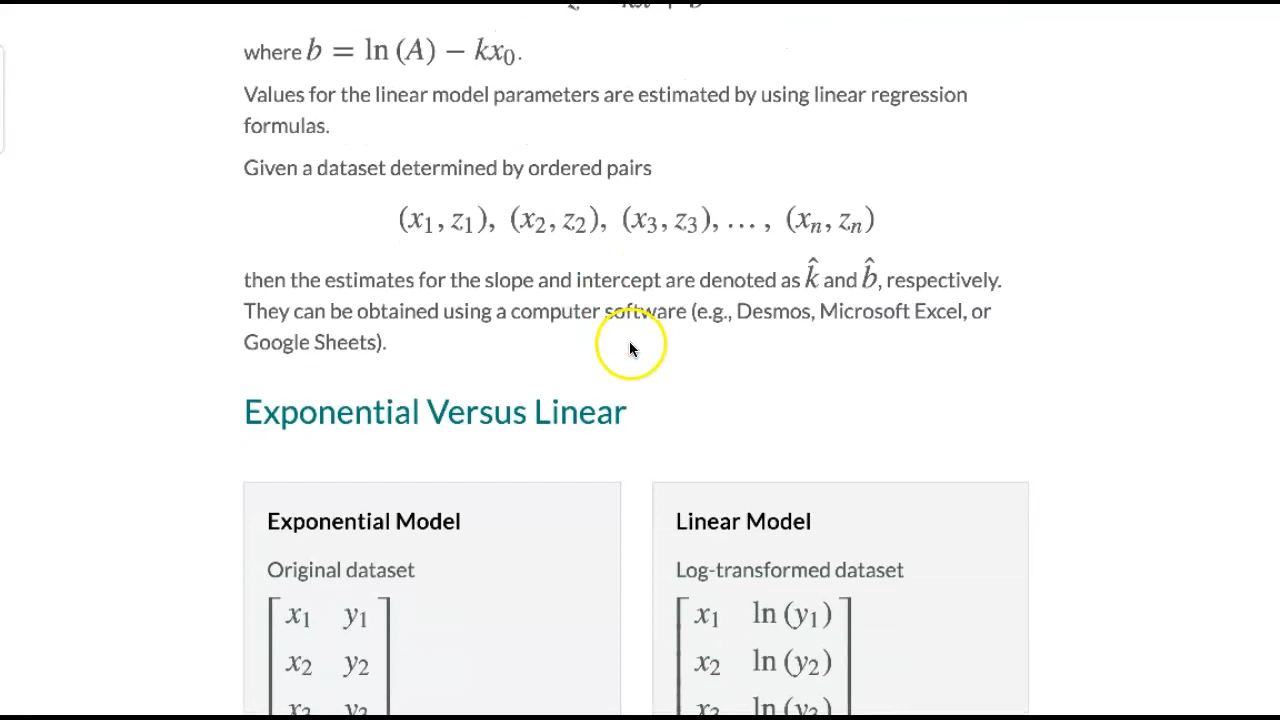 where b = ln (A) − kx₀.
Values for the linear model parameters are estimated by using linear regression
formulas.
Given a dataset determined by ordered pairs
(x₁, z₁), (x₂, z₂), (x₃, z₃), … , (xₙ, zₙ)
then the estimates for the slope and intercept are denoted as k̂ and b̂, respectively.
They can be obtained using a computer software (e.g., Desmos, Microsoft Excel, or
Google Sheets).
Exponential Versus Linear
Exponential Model
Original dataset
x₁ y₁
x₂ y₂
Linear Model
Log-transformed dataset
x₁ ln (y₁)
x₂ ln (y₂)